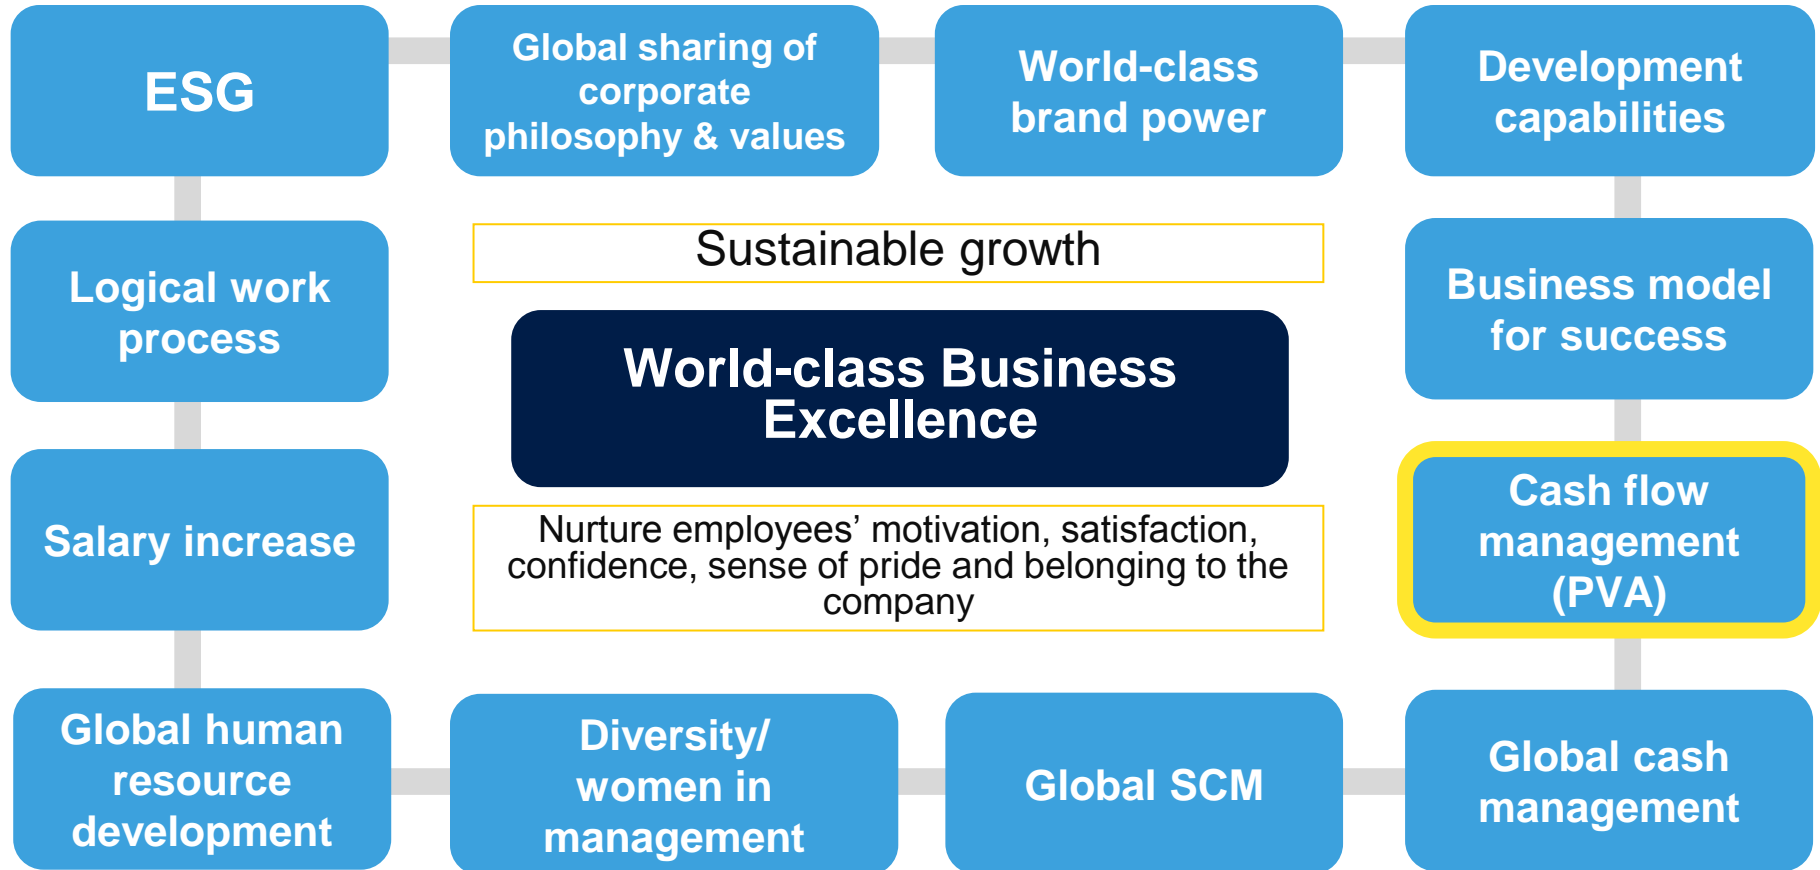 ESG
Global sharing of
corporate
philosophy & values
World-class
brand power
Development
capabilities
Logical work
process
Sustainable growth
Business model
for success
World-class Business
Excellence
Salary increase
Nurture employees’ motivation, satisfaction,
confidence, sense of pride and belonging to the
company
Cash flow
management
(PVA)
Global human
resource
development
Diversity/
women in
management
Global SCM
Global cash
management